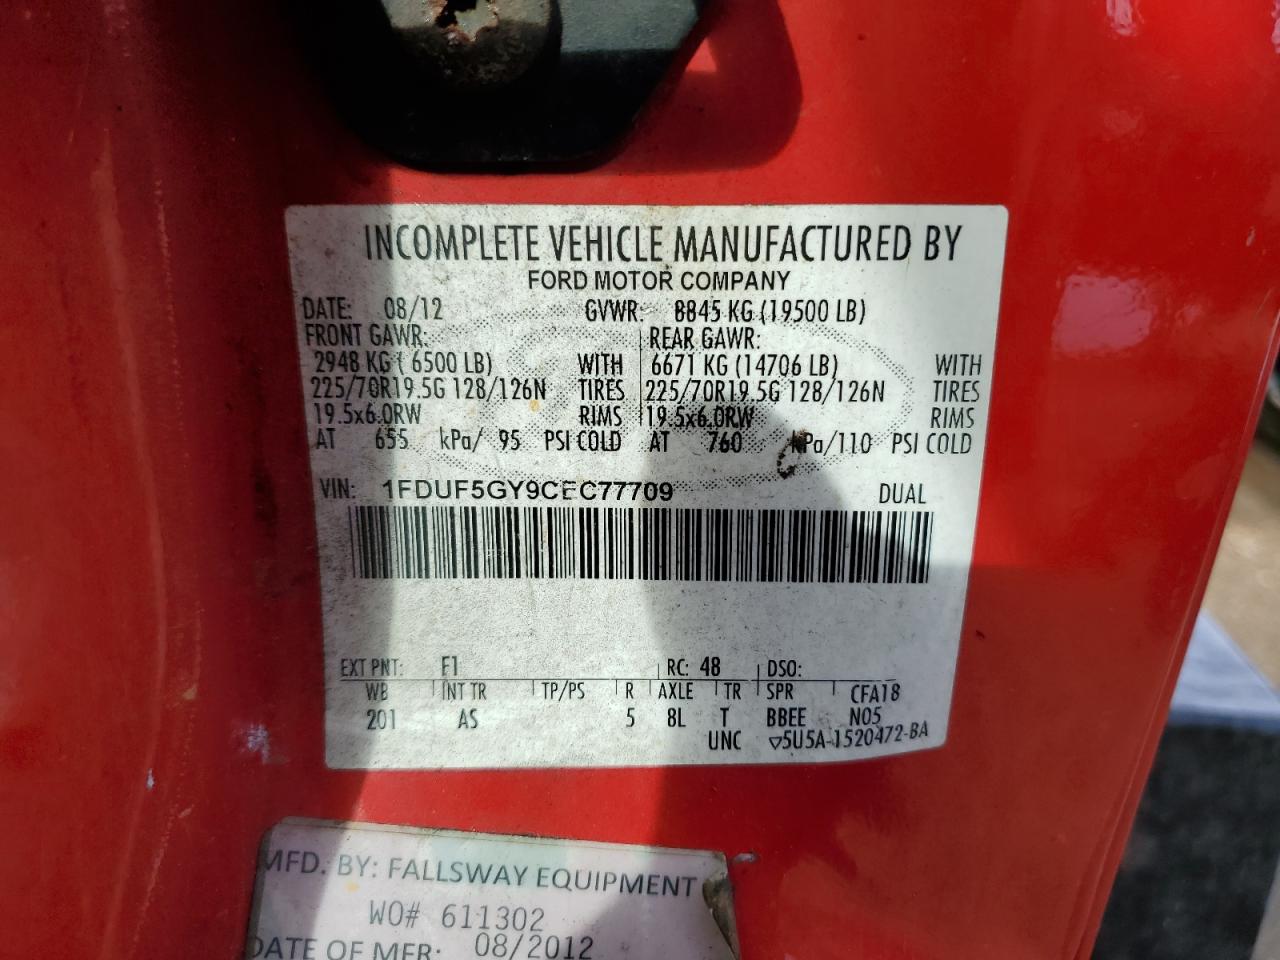 INCOMPLETE VEHICLE MANUFACTURED BY
FORD MOTOR COMPANY
DATE: 08/12 GVWR: 8845 KG (19500 LB)
FRONT GAWR: REAR GAWR:
2948 KG ( 6500 LB) WITH 6671 KG (14706 LB) WITH
225/70R19.5G 128/126N TIRES 225/70R19.5G 128/126N TIRES
19.5x6.0RW RIMS 19.5x6.0RW RIMS
AT 655 kPa/ 95 PSI COLD AT 760 kPa/110 PSI COLD
VIN: 1FDUF5GY9CEC77709 DUAL
EXT PNT: F1 RC: 48 DSO:
WB INT TR TP/PS R AXLE TR SPR CFA18
201 AS 5 8L T BBEE N05
UNC ▽5U5A-1520472-BA
MFD. BY: FALLSWAY EQUIPMENT
WO# 611302
DATE OF MFR: 08/2012